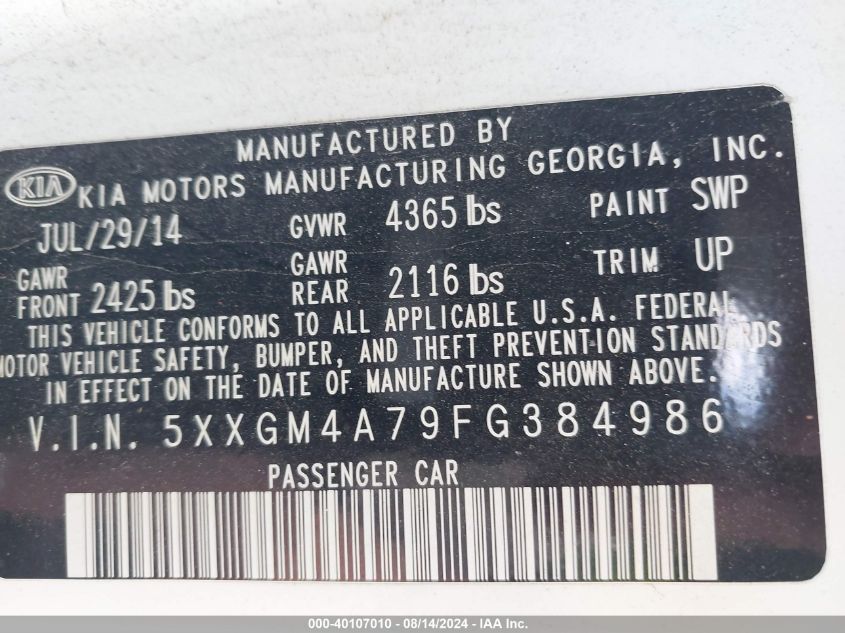 MANUFACTURED BY
KIA KIA MOTORS MANUFACTURING GEORGIA, INC.
JUL/29/14 GVWR 4365 lbs PAINT SWP
GAWR FRONT 2425 lbs GAWR REAR 2116 lbs TRIM UP
THIS VEHICLE CONFORMS TO ALL APPLICABLE U.S.A. FEDERAL
MOTOR VEHICLE SAFETY, BUMPER, AND THEFT PREVENTION STANDARDS
IN EFFECT ON THE DATE OF MANUFACTURE SHOWN ABOVE.
V.I.N. 5XXGM4A79FG384986
PASSENGER CAR
000-40107010 - 08/14/2024 - IAA Inc.